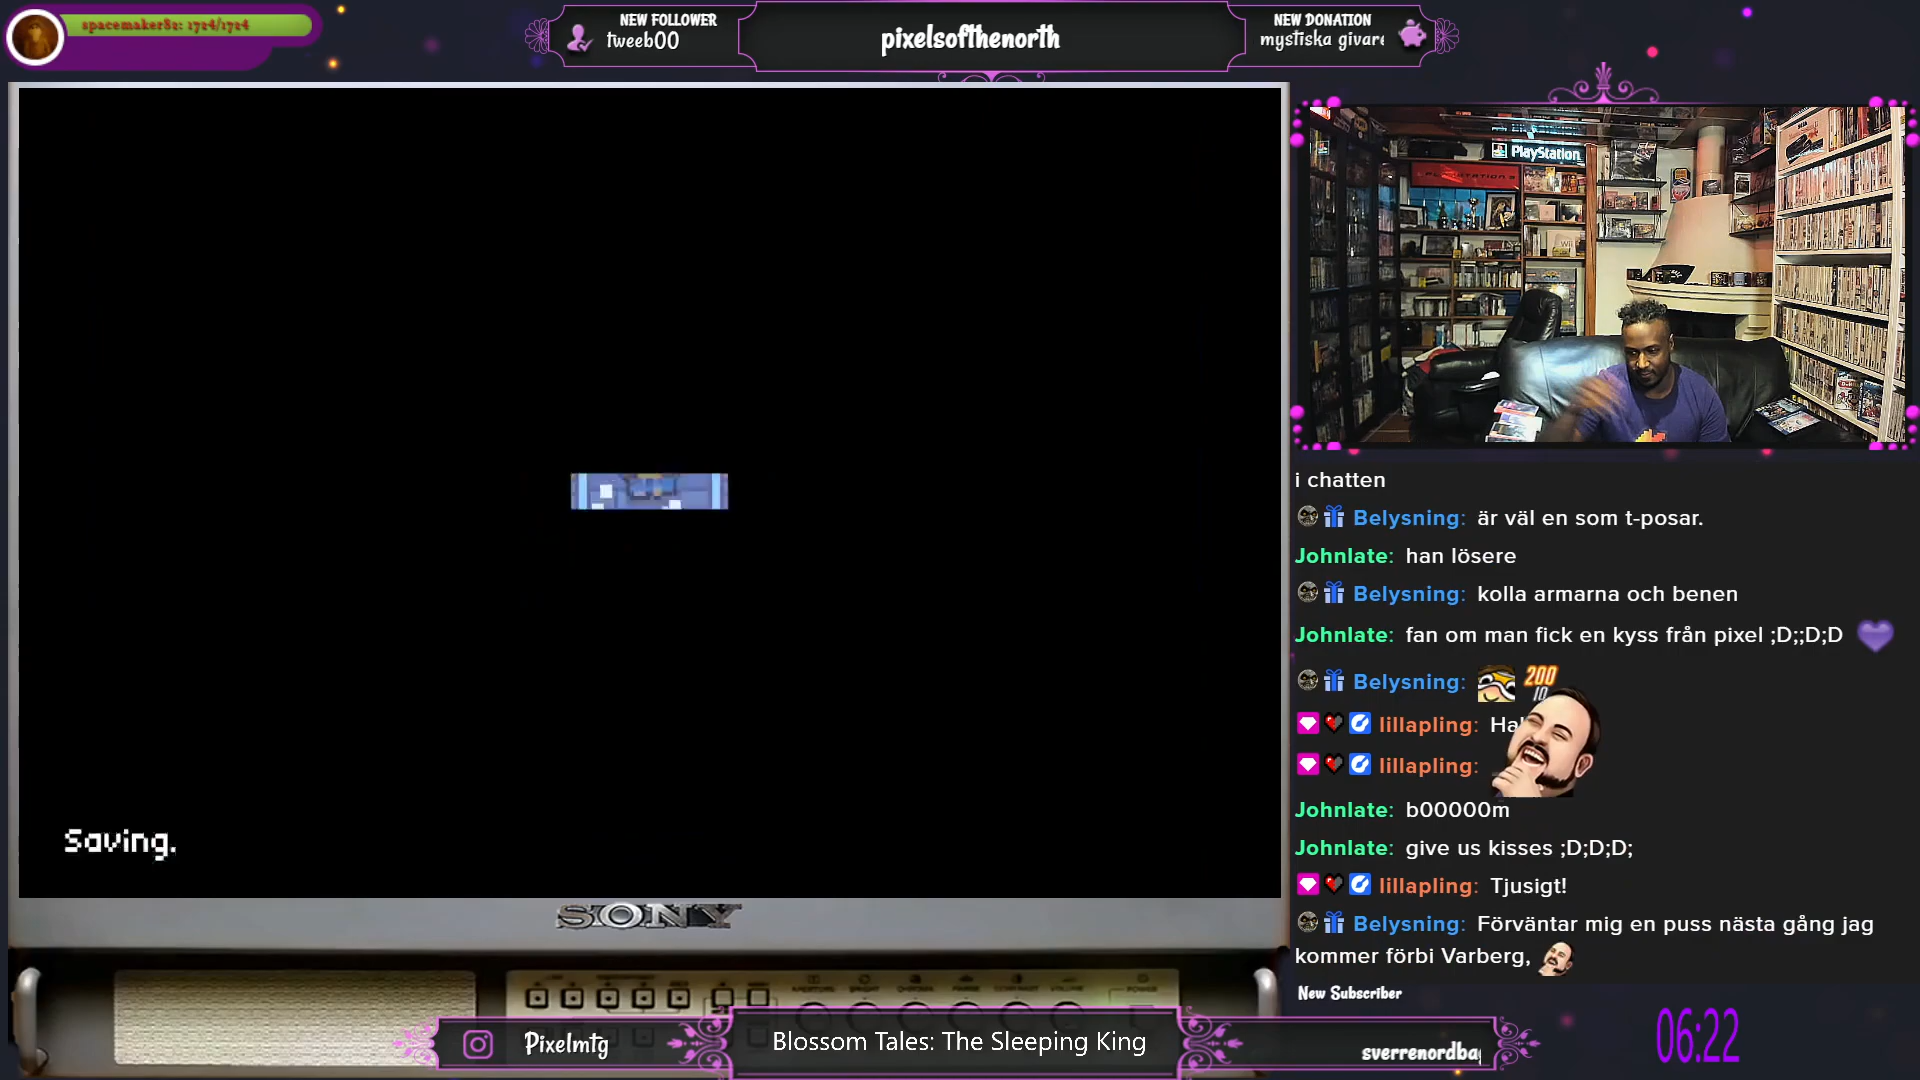 spacemaker82: 1724/1724
NEW FOLLOWER
tweeb00
pixelsofthenorth
NEW DONATION
mystiska givare
PlayStation
i chatten
Belysning: är väl en som t-posar.
Johnlate: han lösere
Belysning: kolla armarna och benen
Johnlate: fan om man fick en kyss från pixel ;D;;D;D
Belysning:
200
IQ
lillapling: Ha
lillapling:
Johnlate: b00000m
Johnlate: give us kisses ;D;D;D;
lillapling: Tjusigt!
Belysning: Förväntar mig en puss nästa gång jag
kommer förbi Varberg,
New Subscriber
Saving.
SONY
Pixelmtg
Blossom Tales: The Sleeping King
sverrenordba
06:22